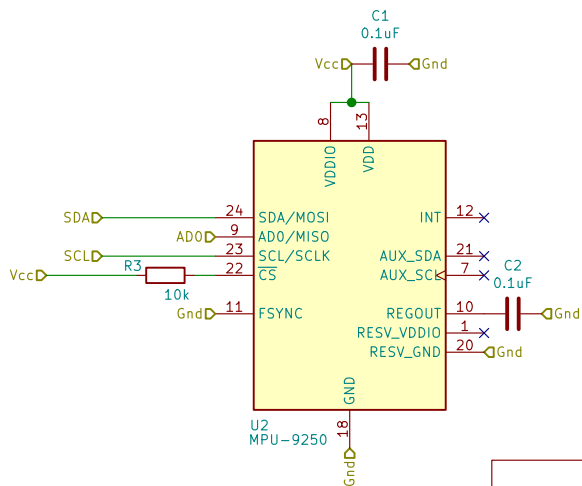 C1
0.1uF
Vcc
Gnd
8
13
VDDIO
VDD
SDA
24
SDA/MOSI
INT
12
AD0
9
AD0/MISO
SCL
23
SCL/SCLK
AUX_SDA
21
Vcc
R3
10k
22
CS
AUX_SCL
7
C2
0.1uF
Gnd
11
FSYNC
REGOUT
10
Gnd
RESV_VDDIO
1
RESV_GND
20
Gnd
GND
18
Gnd
U2
MPU-9250